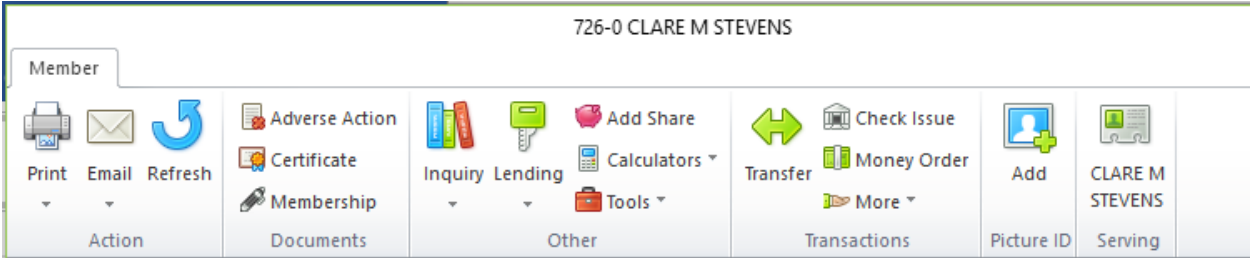 726-0 CLARE M STEVENS
Member
Print
Email
Refresh
Action
Adverse Action
Certificate
Membership
Documents
Inquiry
Lending
Add Share
Calculators
Tools
Other
Transfer
Check Issue
Money Order
More
Transactions
Add
Picture ID
CLARE M
STEVENS
Serving